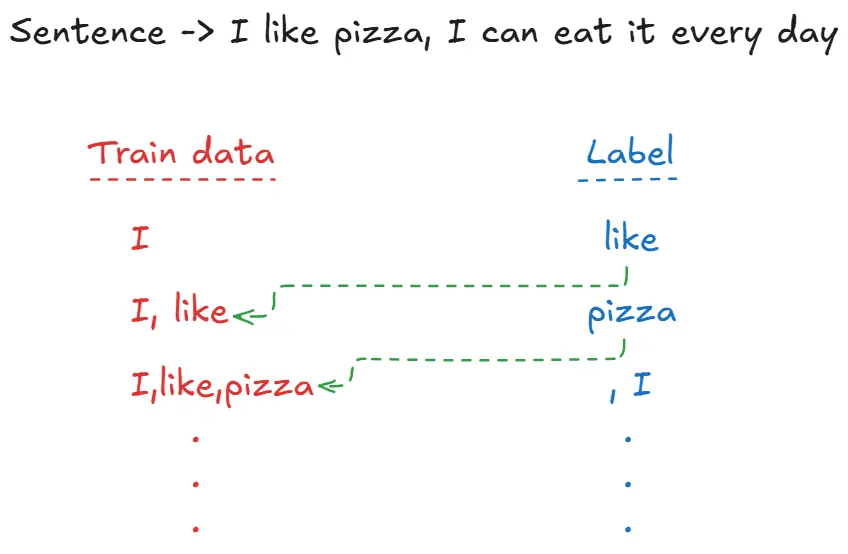 Sentence -> I like pizza, I can eat it every day
Train data Label
I like
I, like pizza
I,like,pizza , I